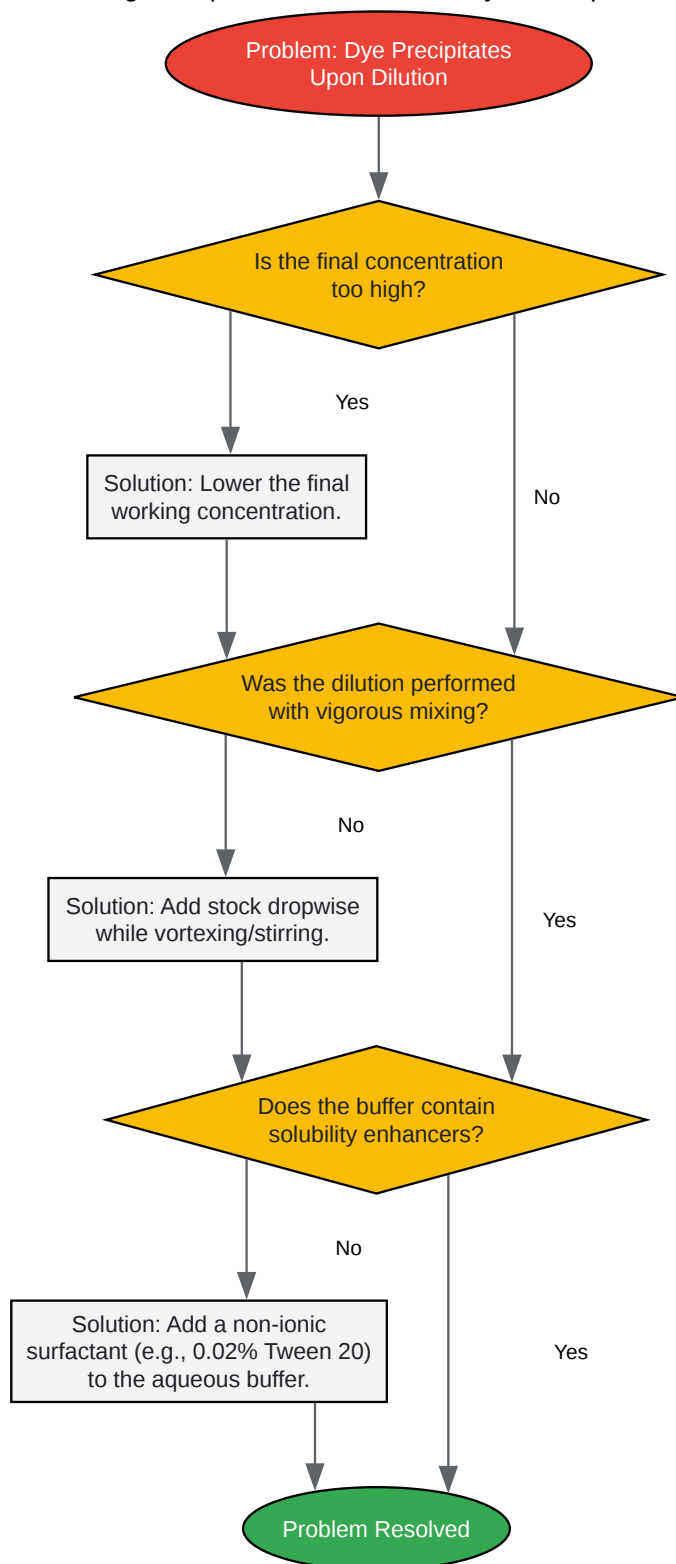 Problem: Dye Precipitates
Upon Dilution
Is the final concentration
too high?
Yes
Solution: Lower the final
working concentration.
No
Was the dilution performed
with vigorous mixing?
No
Solution: Add stock dropwise
while vortexing/stirring.
Yes
Does the buffer contain
solubility enhancers?
No
Solution: Add a non-ionic
surfactant (e.g., 0.02% Tween 20)
to the aqueous buffer.
Yes
Problem Resolved